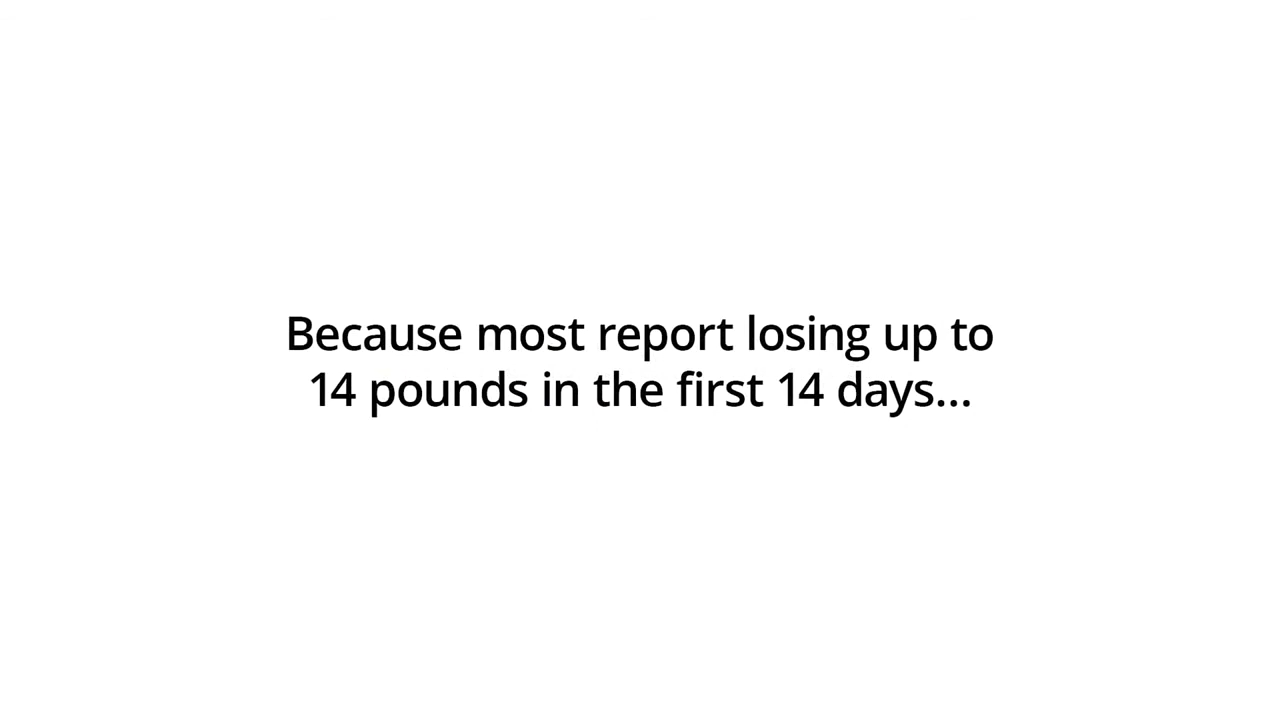 Because most report losing up to
14 pounds in the first 14 days...